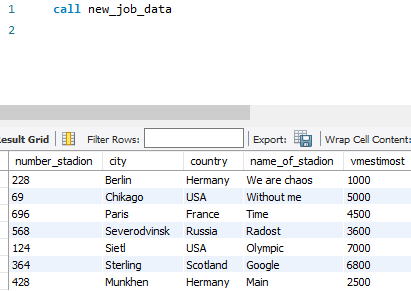 1 call new_job_data
2
esult Grid Filter Rows: Export: Wrap Cell Content:
number_stadion city country name_of_stadion vmestimost
228 Berlin Hermany We are chaos 1000
69 Chikago USA Without me 5000
696 Paris France Time 4500
568 Severodvinsk Russia Radost 3600
124 Sietl USA Olympic 7000
364 Sterling Scotland Google 6800
428 Munkhen Hermany Main 2500